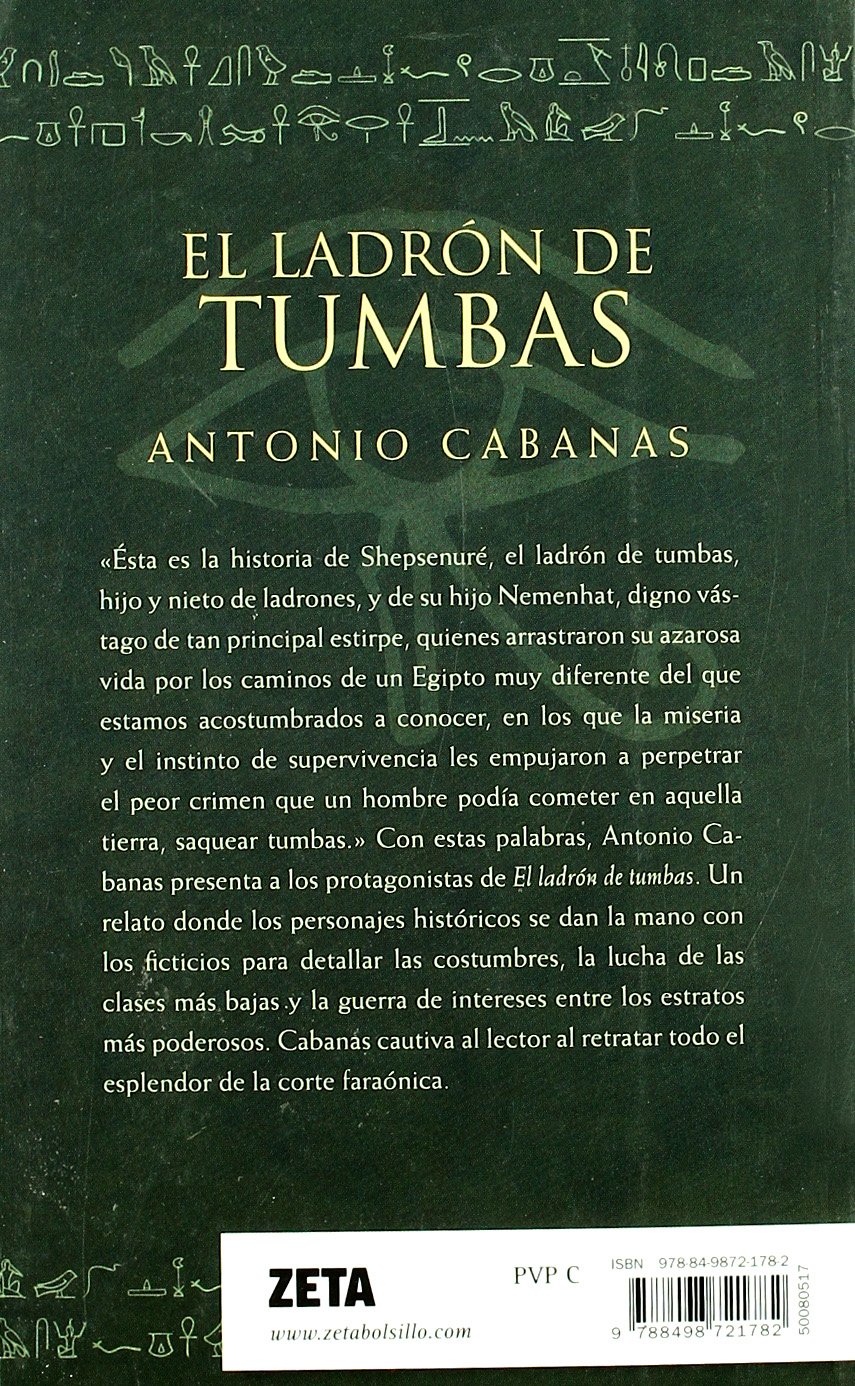 EL LADRÓN DE
TUMBAS
ANTONIO CABANAS
«Ésta es la historia de Shepsenuré, el ladrón de tumbas,
hijo y nieto de ladrones, y de su hijo Nemenhat, digno vás-
tago de tan principal estirpe, quienes arrastraron su azarosa
vida por los caminos de un Egipto muy diferente del que
estamos acostumbrados a conocer, en los que la miseria
y el instinto de supervivencia les empujaron a perpetrar
el peor crimen que un hombre podía cometer en aquella
tierra, saquear tumbas.» Con estas palabras, Antonio Ca-
banas presenta a los protagonistas de El ladrón de tumbas. Un
relato donde los personajes históricos se dan la mano con
los ficticios para detallar las costumbres, la lucha de las
clases más bajas y la guerra de intereses entre los estratos
más poderosos. Cabanas cautiva al lector al retratar todo el
esplendor de la corte faraónica.
ZETA
www.zetabolsillo.com
PVP C
ISBN 978-84-9872-178-2
9 788498 721782
50080517